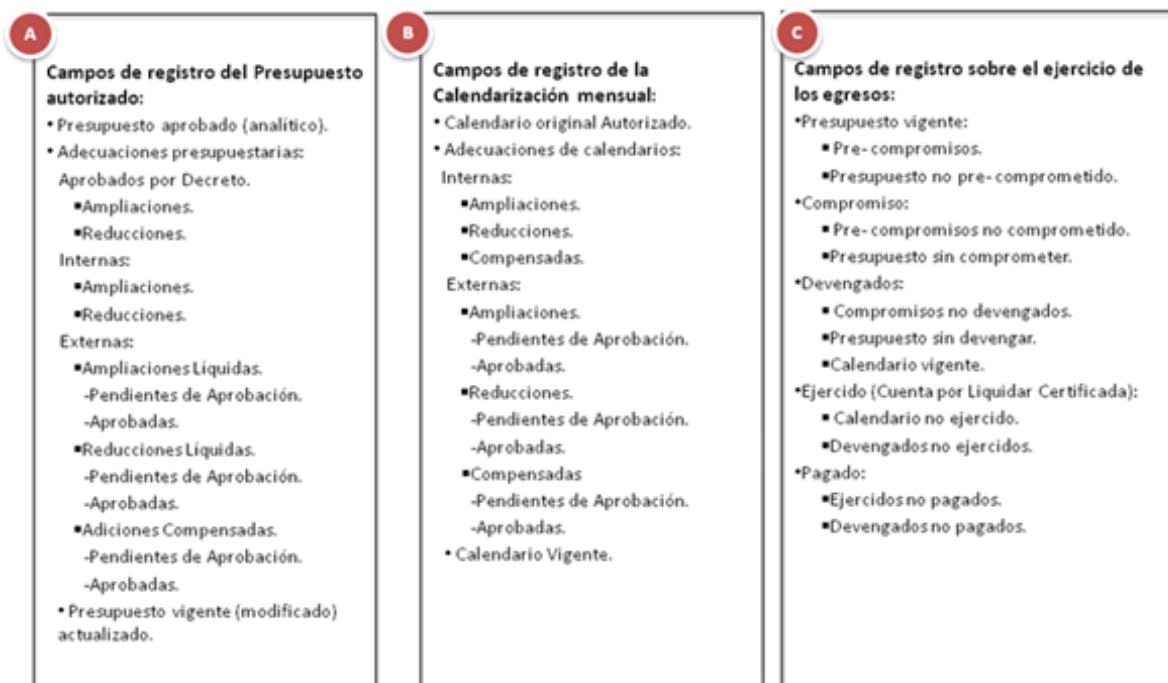 A
Campos de registro del Presupuesto
autorizado:
• Presupuesto aprobado (analítico).
• Adecuaciones presupuestarias:
Aprobados por Decreto.
▪Ampliaciones.
▪Reducciones.
Internas:
▪Ampliaciones.
▪Reducciones.
Externas:
▪Ampliaciones Líquidas.
-Pendientes de Aprobación.
-Aprobadas.
▪Reducciones Líquidas.
-Pendientes de Aprobación.
-Aprobadas.
▪Adiciones Compensadas.
-Pendientes de Aprobación.
-Aprobadas.
• Presupuesto vigente (modificado)
actualizado.
B
Campos de registro de la
Calendarización mensual:
• Calendario original Autorizado.
• Adecuaciones de calendarios:
Internas:
▪Ampliaciones.
▪Reducciones.
▪Compensadas.
Externas:
▪Ampliaciones.
-Pendientes de Aprobación.
-Aprobadas.
▪Reducciones.
-Pendientes de Aprobación.
-Aprobadas.
▪Compensadas
-Pendientes de Aprobación.
-Aprobadas.
• Calendario Vigente.
C
Campos de registro sobre el ejercicio de
los egresos:
•Presupuesto vigente:
▪ Pre- compromisos.
▪Presupuesto no pre- comprometido.
•Compromiso:
▪ Pre- compromisos no comprometido.
▪Presupuesto sin comprometer.
•Devengados:
▪ Compromisos no devengados.
▪Presupuesto sin devengar.
▪Calendario vigente.
•Ejercido (Cuenta por Liquidar Certificada):
▪ Calendario no ejercido.
▪Devengados no ejercidos.
•Pagado:
▪Ejercidos no pagados.
▪Devengados no pagados.